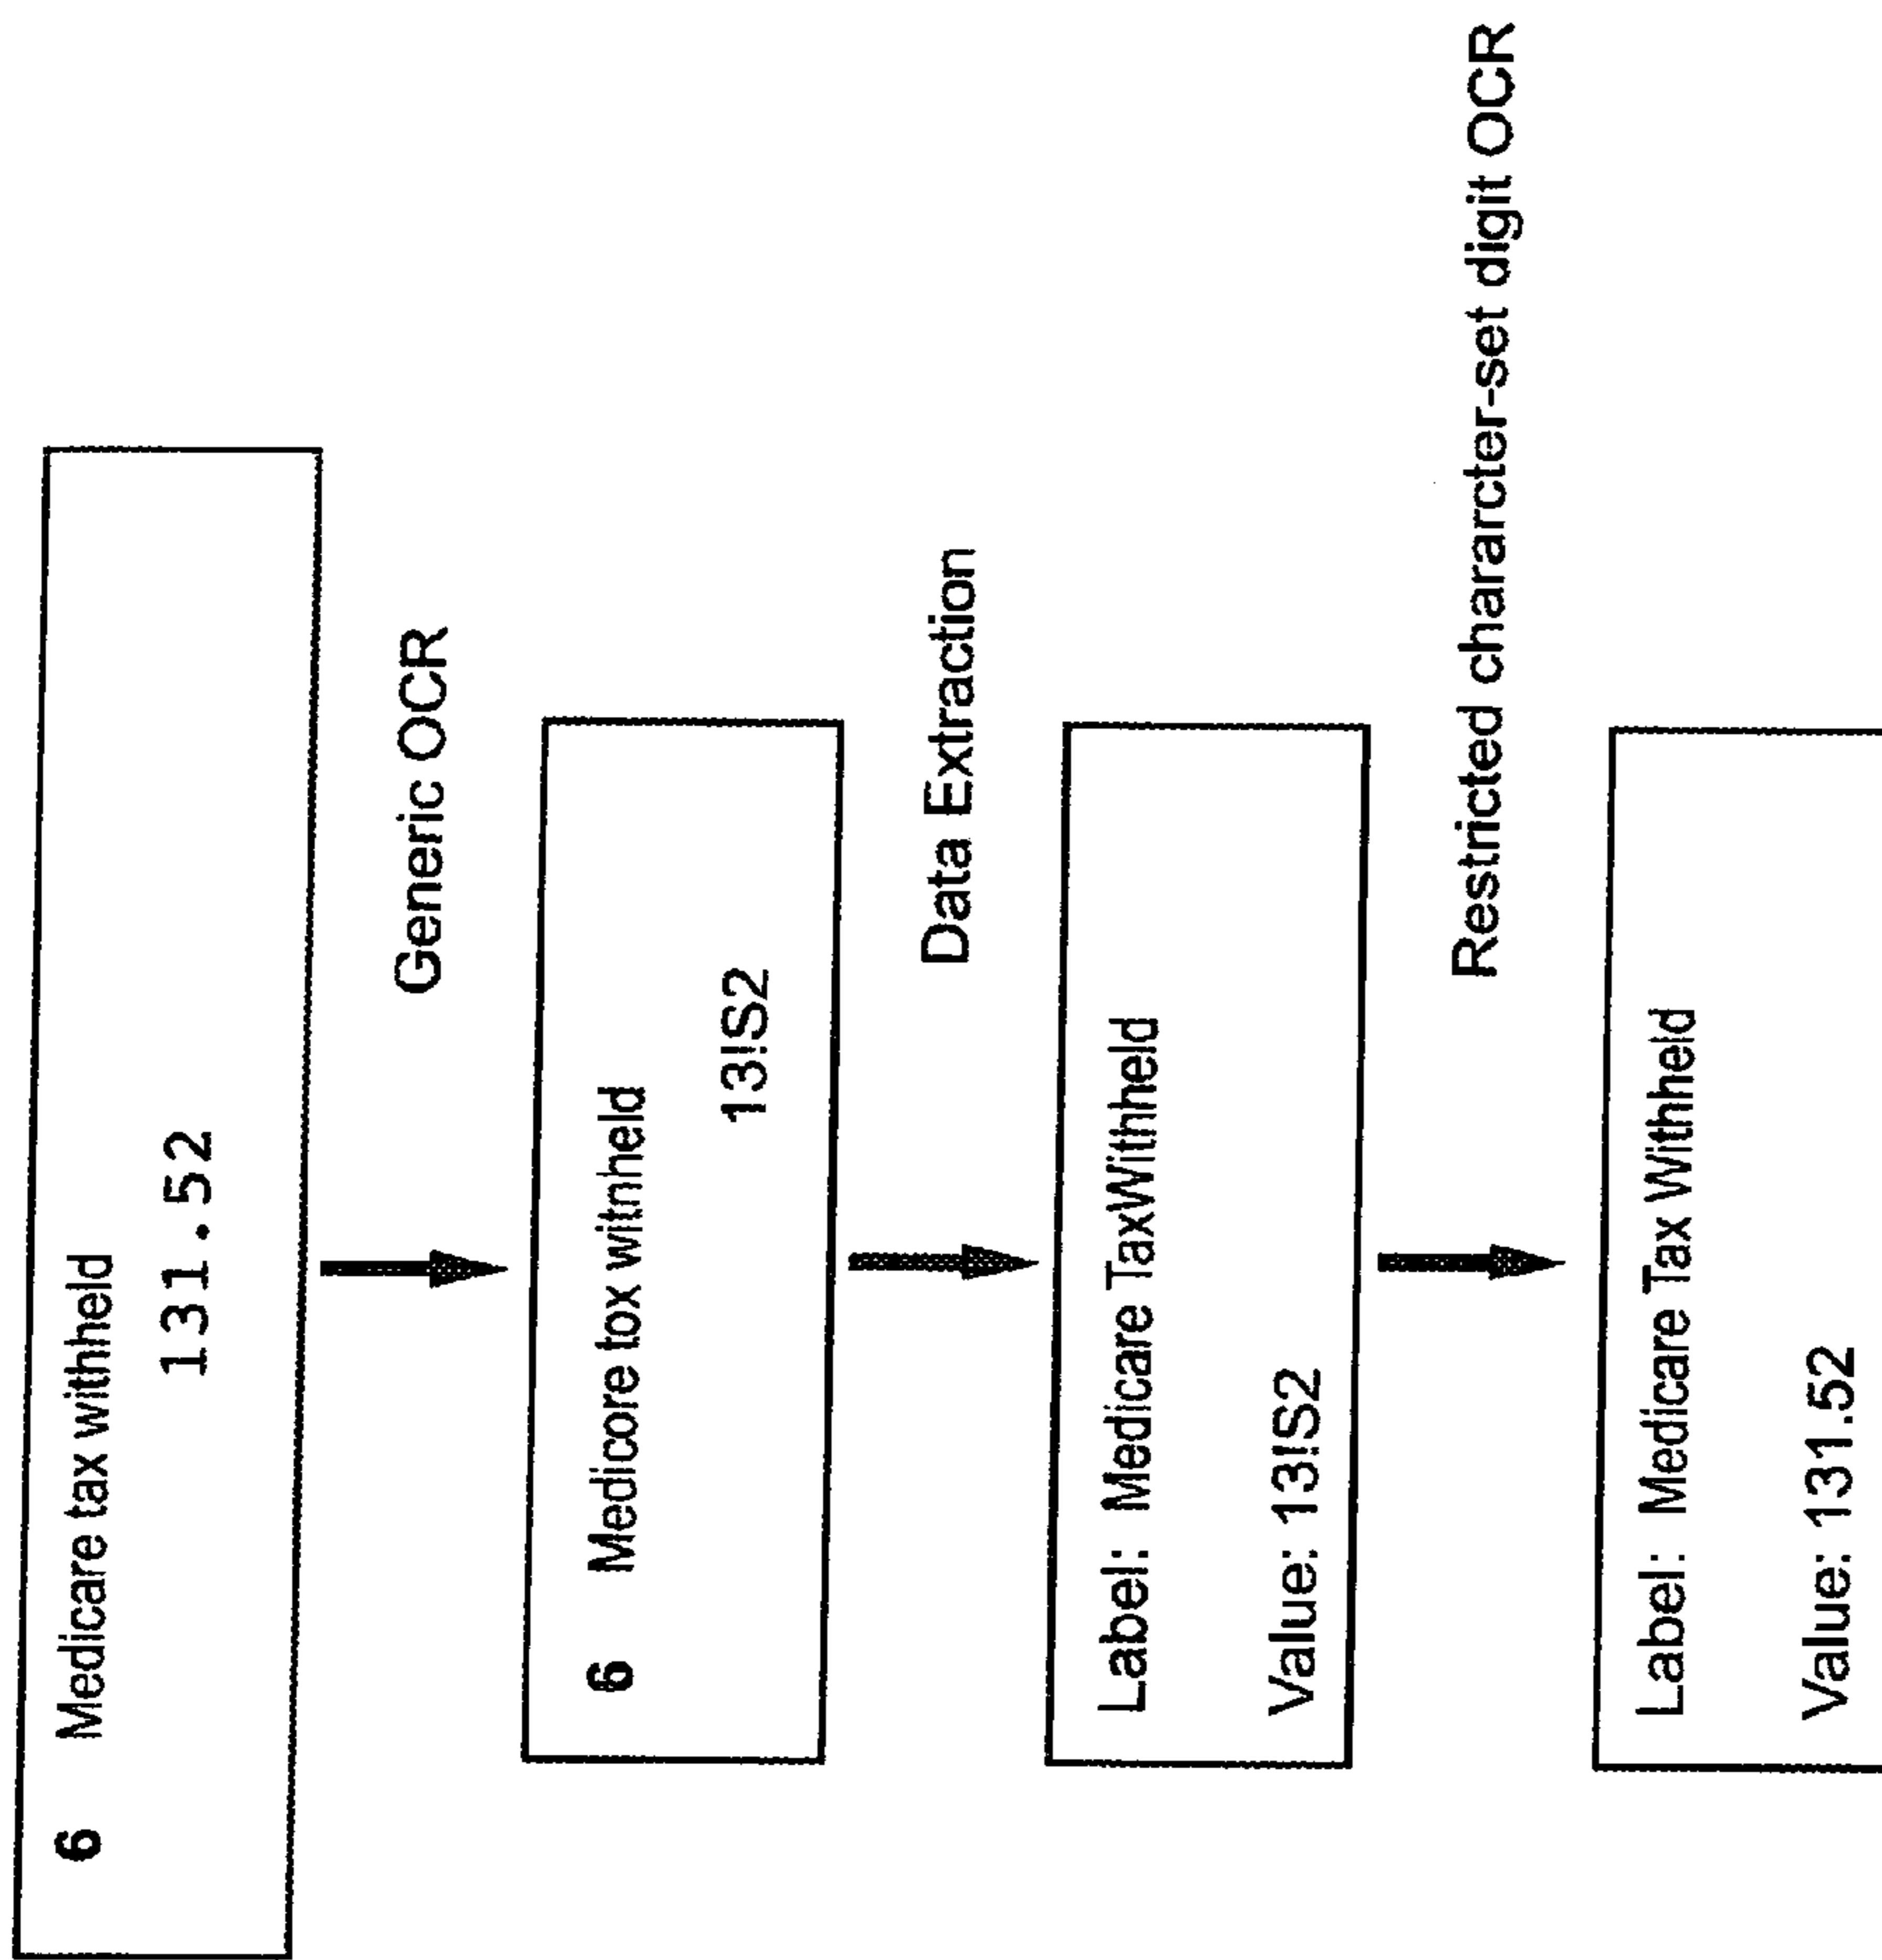 6 Medicare tax withheld
131.52
Generic OCR
6 Medicore tox witnheld
13!S2
Data Extraction
Label: Medicare TaxWithheld
Value: 13!S2
Restricted chararcter-set digit OCR
Label: Medicare Tax Withheld
Value: 131.52